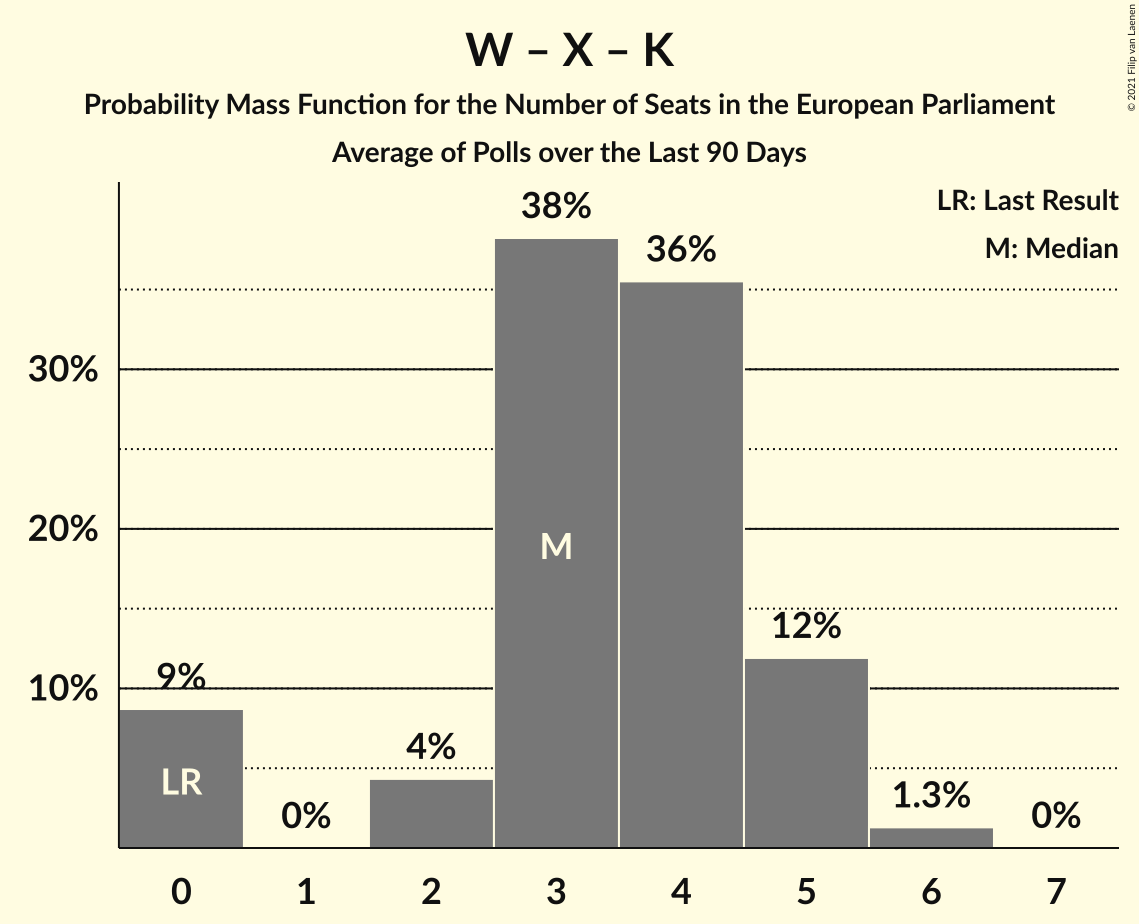 W – X – K
Probability Mass Function for the Number of Seats in the European Parliament
Average of Polls over the Last 90 Days
© 2021 Filip van Laenen
LR: Last Result
M: Median
38%
36%
30%
20%
M
12%
9%
10%
4%
LR
1.3%
0%
0%
0 1 2 3 4 5 6 7